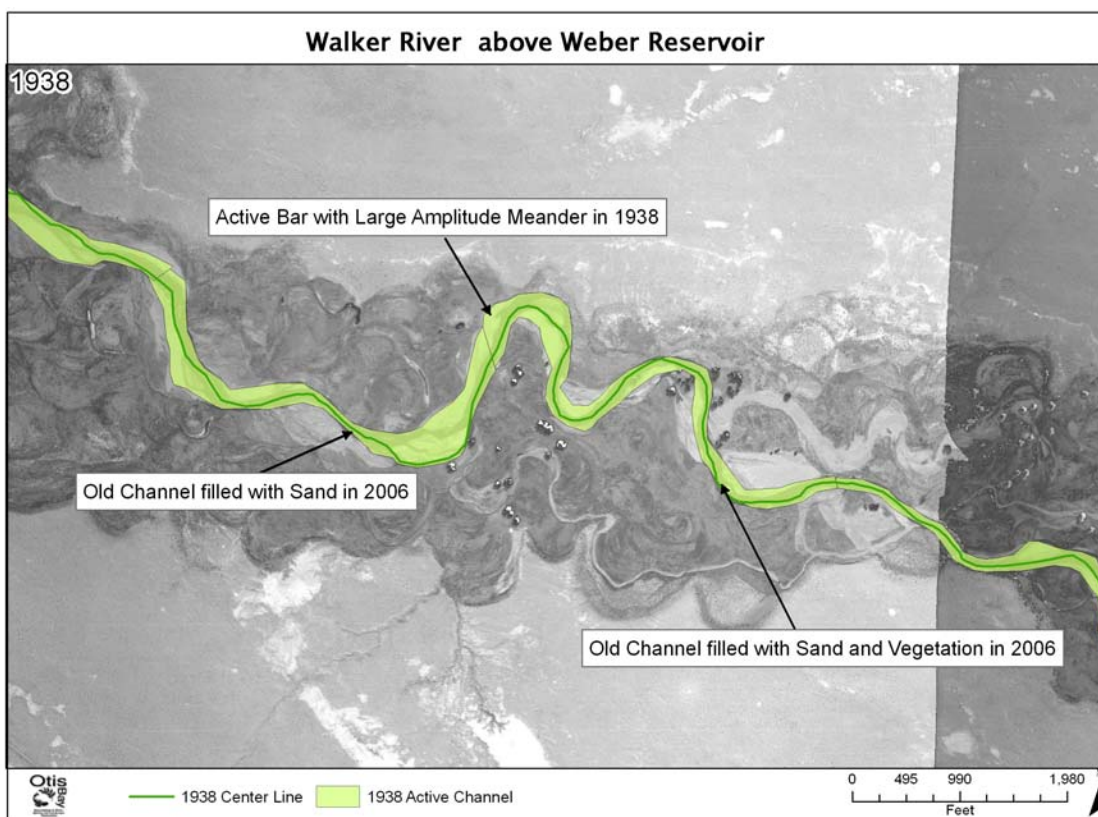 Walker River above Weber Reservoir
1938
Active Bar with Large Amplitude Meander in 1938
Old Channel filled with Sand in 2006
Old Channel filled with Sand and Vegetation in 2006
Otis
Bay
1938 Center Line
1938 Active Channel
0 495 990 1,980
Feet